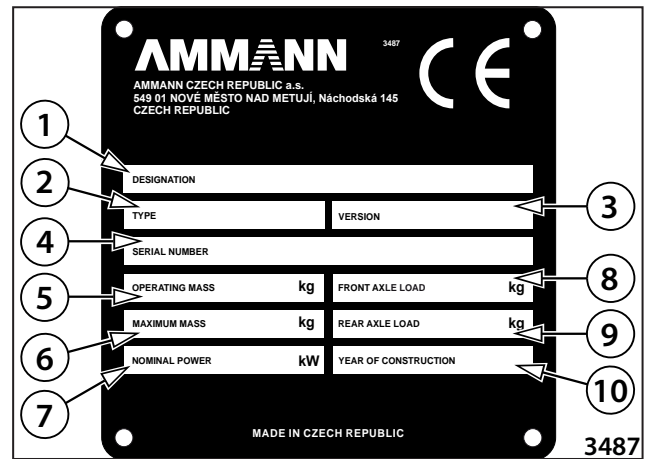 AMMANN
3487
CE
AMMANN CZECH REPUBLIC a.s.
549 01 NOVÉ MĚSTO NAD METUJÍ, Náchodská 145
CZECH REPUBLIC
1
DESIGNATION
2
TYPE
VERSION
3
4
SERIAL NUMBER
5
OPERATING MASS kg
FRONT AXLE LOAD kg
8
6
MAXIMUM MASS kg
REAR AXLE LOAD kg
9
7
NOMINAL POWER kW
YEAR OF CONSTRUCTION
10
MADE IN CZECH REPUBLIC
3487